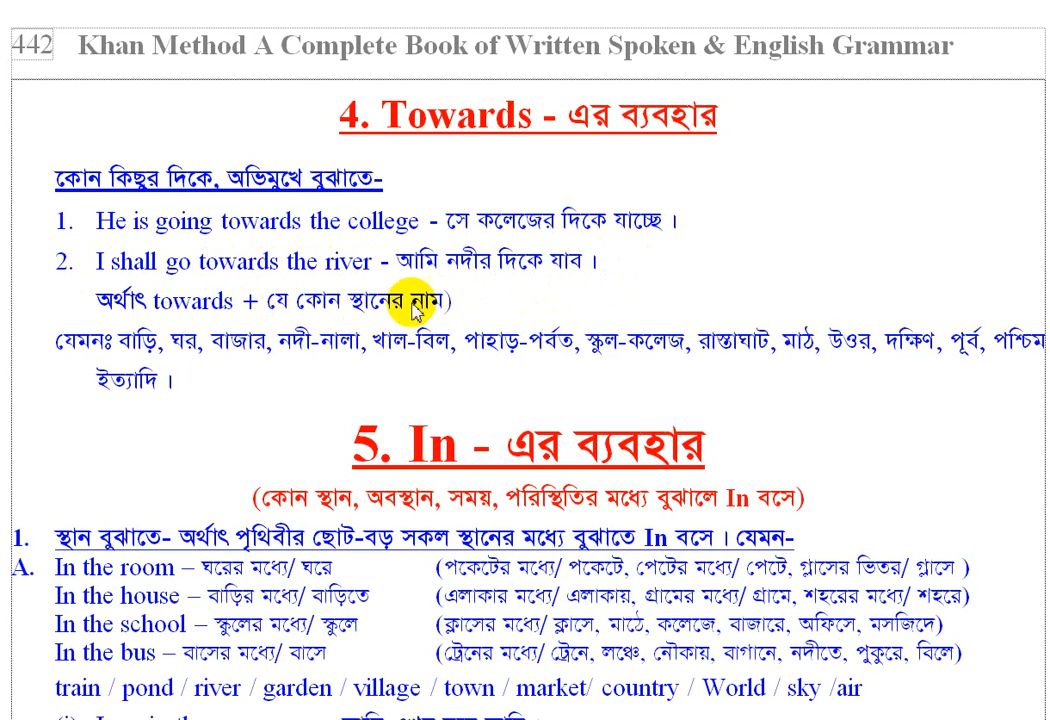 442 Khan Method A Complete Book of Written Spoken & English Grammar
4. Towards - এর ব্যবহার
কোন কিছুর দিকে, অভিমুখে বুঝাতে-
1. He is going towards the college - সে কলেজের দিকে যাচ্ছে ।
2. I shall go towards the river - আমি নদীর দিকে যাব ।
অর্থাৎ towards + যে কোন স্থানের নাম)
যেমনঃ বাড়ি, ঘর, বাজার, নদী-নালা, খাল-বিল, পাহাড়-পর্বত, স্কুল-কলেজ, রাস্তাঘাট, মাঠ, উওর, দক্ষিণ, পূর্ব, পশ্চিম
ইত্যাদি ।
5. In - এর ব্যবহার
(কোন স্থান, অবস্থান, সময়, পরিস্থিতির মধ্যে বুঝালে In বসে)
1. স্থান বুঝাতে- অর্থাৎ পৃথিবীর ছোট-বড় সকল স্থানের মধ্যে বুঝাতে In বসে । যেমন-
A. In the room – ঘরের মধ্যে/ ঘরে (পকেটের মধ্যে/ পকেটে, পেটের মধ্যে/ পেটে, গ্লাসের ভিতর/ গ্লাসে )
In the house – বাড়ির মধ্যে/ বাড়িতে (এলাকার মধ্যে/ এলাকায়, গ্রামের মধ্যে/ গ্রামে, শহরের মধ্যে/ শহরে)
In the school – স্কুলের মধ্যে/ স্কুলে (ক্লাসের মধ্যে/ ক্লাসে, মাঠে, কলেজে, বাজারে, অফিসে, মসজিদে)
In the bus – বাসের মধ্যে/ বাসে (ট্রেনের মধ্যে/ ট্রেনে, লঞ্চে, নৌকায়, বাগানে, নদীতে, পুকুরে, বিলে)
train / pond / river / garden / village / town / market/ country / World / sky /air